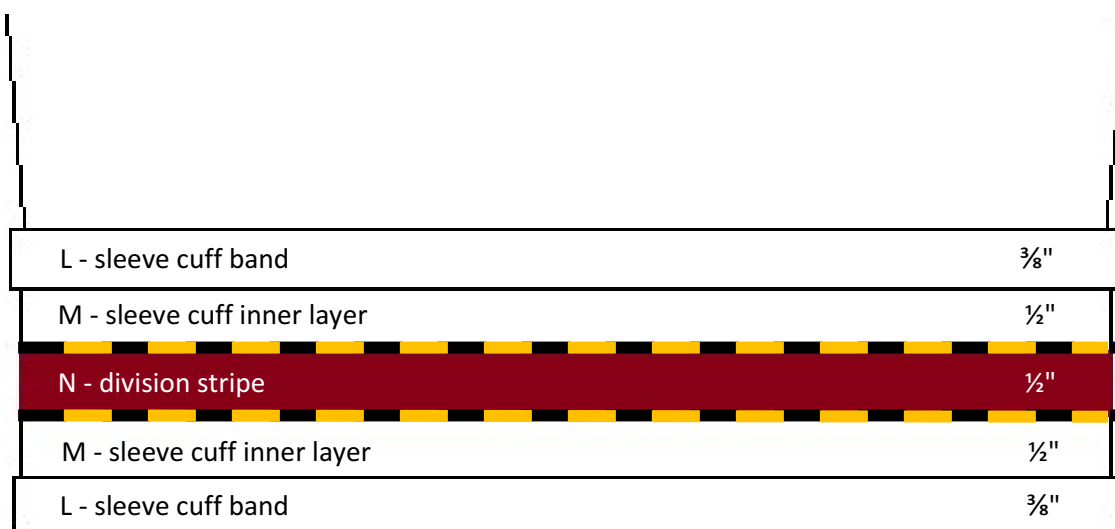 L - sleeve cuff band ⅜"
M - sleeve cuff inner layer ½"
N - division stripe ½"
M - sleeve cuff inner layer ½"
L - sleeve cuff band ⅜"